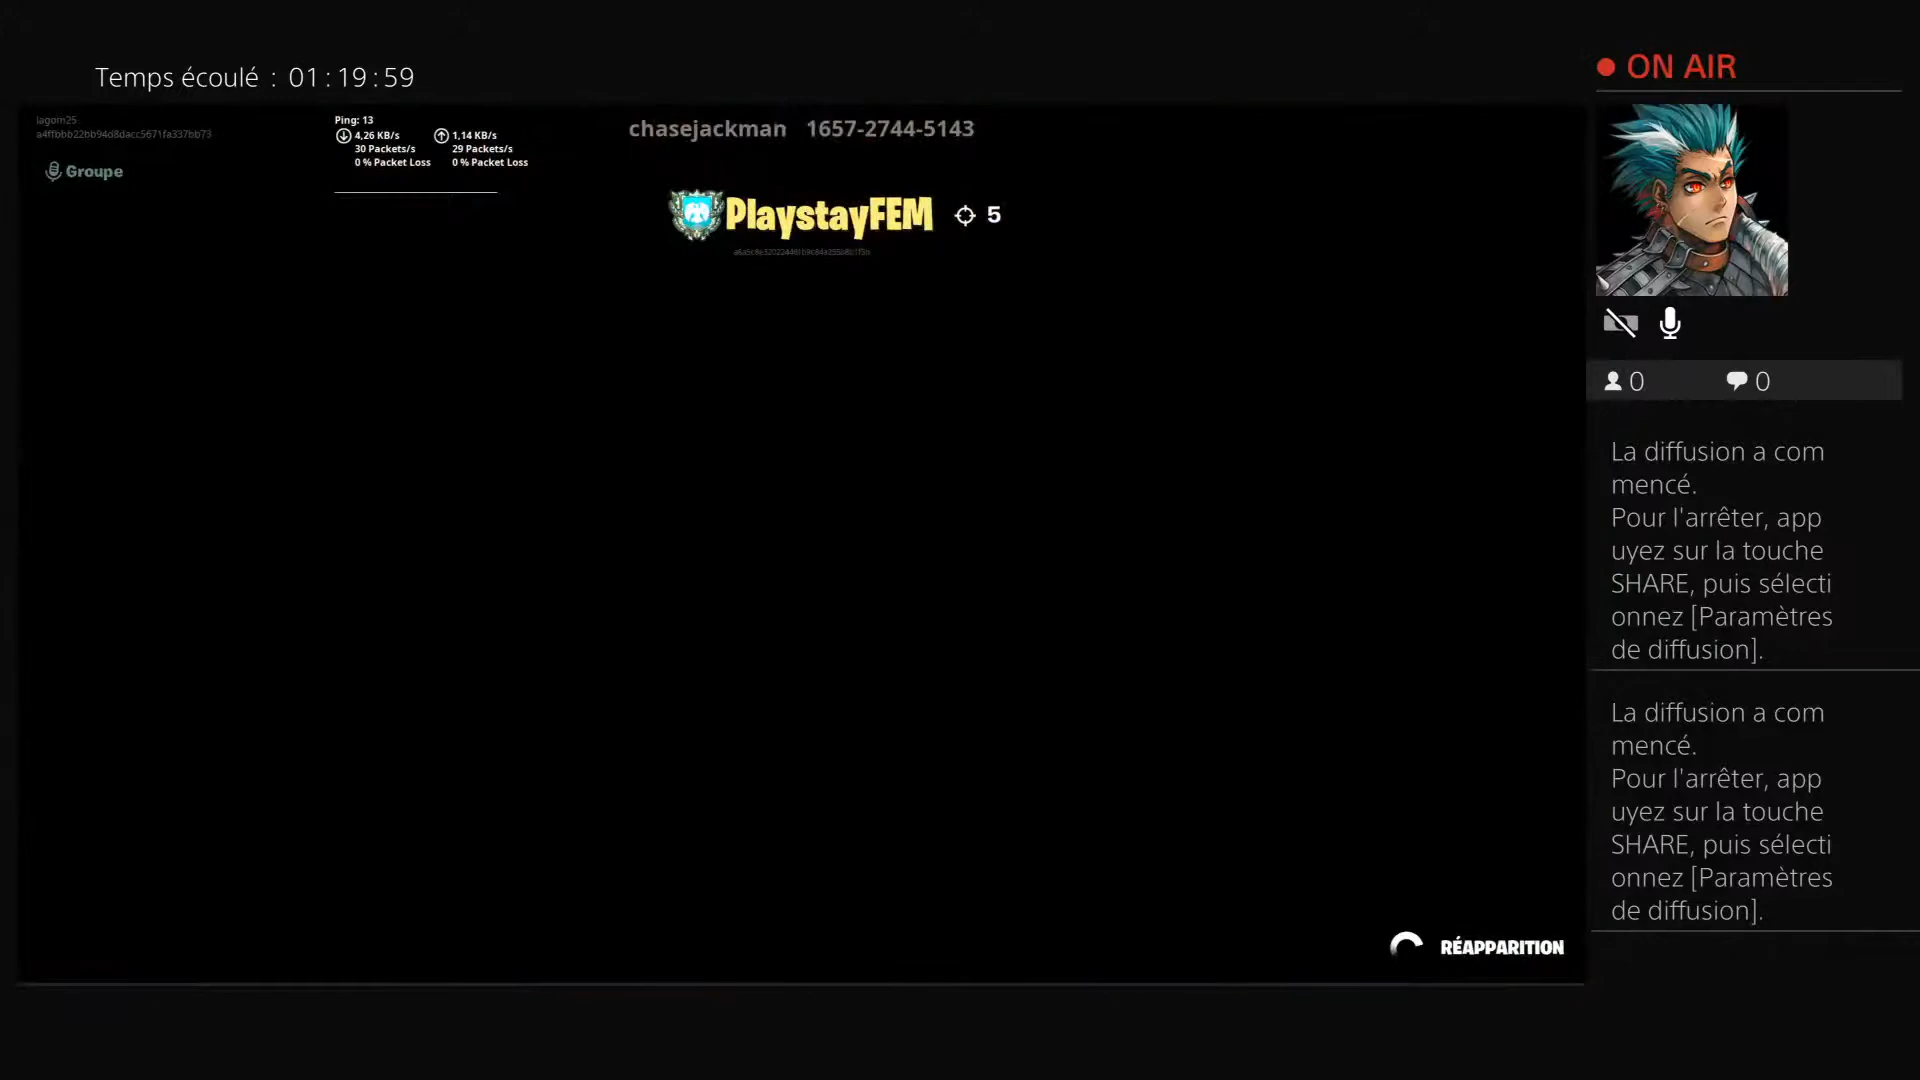 Temps écoulé : 01:19:59
ON AIR
lagom25
a4ffbbb22bb94d8dacc5671fa337bb73
Groupe
Ping: 13
4,26 KB/s 1,14 KB/s
30 Packets/s 29 Packets/s
0 % Packet Loss 0 % Packet Loss
chasejackman 1657-2744-5143
PlaystayFEM 5
0 0
La diffusion a com
mencé.
Pour l'arrêter, app
uyez sur la touche
SHARE, puis sélecti
onnez [Paramètres
de diffusion].
La diffusion a com
mencé.
Pour l'arrêter, app
uyez sur la touche
SHARE, puis sélecti
onnez [Paramètres
de diffusion].
RÉAPPARITION